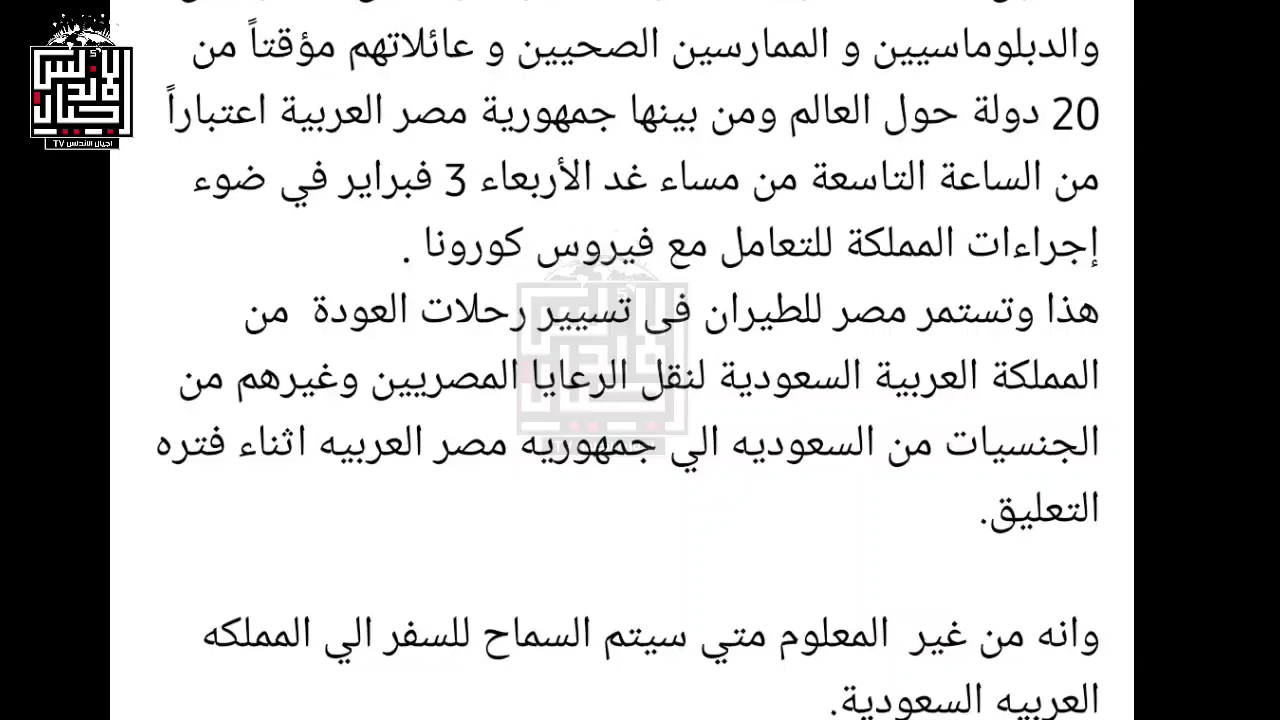 والدبلوماسيين و الممارسين الصحيين و عائلاتهم مؤقتاً من
20 دولة حول العالم ومن بينها جمهورية مصر العربية اعتباراً
من الساعة التاسعة من مساء غد الأربعاء 3 فبراير في ضوء
إجراءات المملكة للتعامل مع فيروس كورونا .
هذا وتستمر مصر للطيران فى تسيير رحلات العودة من
المملكة العربية السعودية لنقل الرعايا المصريين وغيرهم من
الجنسيات من السعوديه الي جمهوريه مصر العربيه اثناء فتره
التعليق.
وانه من غير المعلوم متي سيتم السماح للسفر الي المملكه
العربيه السعودية.
اجيال الاندلس TV